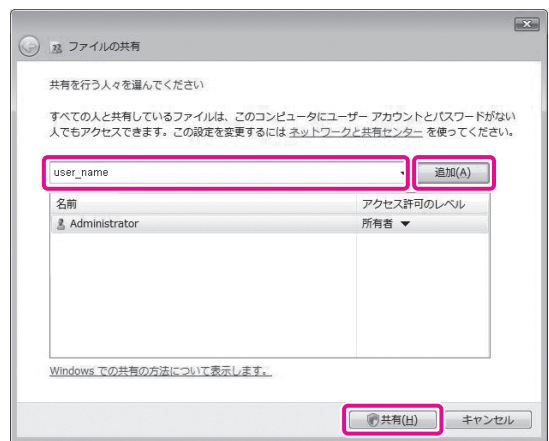 ファイルの共有
共有を行う人々を選んでください
すべての人と共有しているファイルは、このコンピュータにユーザー アカウントとパスワードがない
人でもアクセスできます。この設定を変更するには ネットワークと共有センター を使ってください。
user_name 追加(A)
名前 アクセス許可のレベル
Administrator 所有者 ▼
Windows での共有の方法について表示します。
共有(H) キャンセル